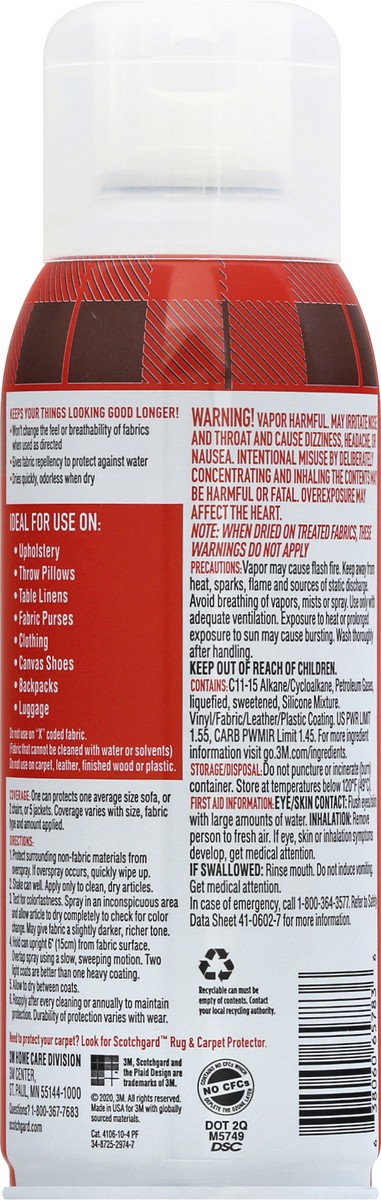 KEEPS YOUR THINGS LOOKING GOOD LONGER!
• Won't change the feel or breathability of fabrics
when used as directed
• Gives fabric repellency to protect against water
• Dries quickly, odorless when dry
IDEAL FOR USE ON:
• Upholstery
• Throw Pillows
• Table Linens
• Fabric Purses
• Clothing
• Canvas Shoes
• Backpacks
• Luggage
Do not use on "X" coded fabric.
(Fabric that cannot be cleaned with water or solvents)
Do not use on carpet, leather, finished wood or plastic.
COVERAGE: One can protects one average size sofa, or
2 chairs, or 5 jackets. Coverage varies with size, fabric
type and amount applied.
DIRECTIONS:
1. Protect surrounding non-fabric materials from
overspray. If overspray occurs, quickly wipe up.
2. Shake can well. Apply only to clean, dry articles.
3. Test for colorfastness. Spray in an inconspicuous area
and allow article to dry completely to check for color
change. May give fabric a slightly darker, richer tone.
4. Hold can upright 6" (15cm) from fabric surface.
Overlap spray using a slow, sweeping motion. Two
light coats are better than one heavy coating.
5. Allow to dry between coats.
6. Reapply after every cleaning or annually to maintain
protection. Durability of protection varies with wear.
WARNING! VAPOR HARMFUL. MAY IRRITATE NOSE
AND THROAT AND CAUSE DIZZINESS, HEADACHE, OR
NAUSEA. INTENTIONAL MISUSE BY DELIBERATELY
CONCENTRATING AND INHALING THE CONTENTS MAY
BE HARMFUL OR FATAL. OVEREXPOSURE MAY
AFFECT THE HEART.
NOTE: WHEN DRIED ON TREATED FABRICS, THESE
WARNINGS DO NOT APPLY
PRECAUTIONS: Vapor may cause flash fire. Keep away from
heat, sparks, flame and sources of static discharge.
Avoid breathing of vapors, mists or spray. Use only with
adequate ventilation. Exposure to heat or prolonged
exposure to sun may cause bursting. Wash thoroughly
after handling.
KEEP OUT OF REACH OF CHILDREN.
CONTAINS: C11-15 Alkane/Cycloalkane, Petroleum Gases,
liquefied, sweetened, Silicone Mixture.
Vinyl/Fabric/Leather/Plastic Coating. US PWR LIMIT
1.55, CARB PWMIR Limit 1.45. For more ingredient
information visit go.3M.com/ingredients.
STORAGE/DISPOSAL: Do not puncture or incinerate (burn)
container. Store at temperatures below 120°F (49°C).
FIRST AID INFORMATION: EYE/SKIN CONTACT: Flush eyes/skin
with large amounts of water. INHALATION: Remove
person to fresh air. If eye, skin or inhalation symptoms
develop, get medical attention.
IF SWALLOWED: Rinse mouth. Do not induce vomiting.
Get medical attention.
In case of emergency, call 1-800-364-3577. Refer to Safety
Data Sheet 41-0602-7 for more information.
Recyclable can must be
empty of contents. Contact
your local recycling authority.
Need to protect your carpet? Look for Scotchgard™ Rug & Carpet Protector.
3M HOME CARE DIVISION
3M CENTER,
ST. PAUL, MN 55144-1000
Questions? 1-800-367-7683
scotchgard.com
3M, Scotchgard and
the Plaid Design are
trademarks of 3M.
© 2020, 3M. All rights reserved.
Made in USA for 3M with globally
sourced materials.
Cat. 4106-10-4 PF
34-8725-2974-7
CONTAINS NO CFCs WHICH
NO CFCs
DEPLETE THE OZONE LAYER
DOT 2Q
M5749
DSC
6 38060 65783 6